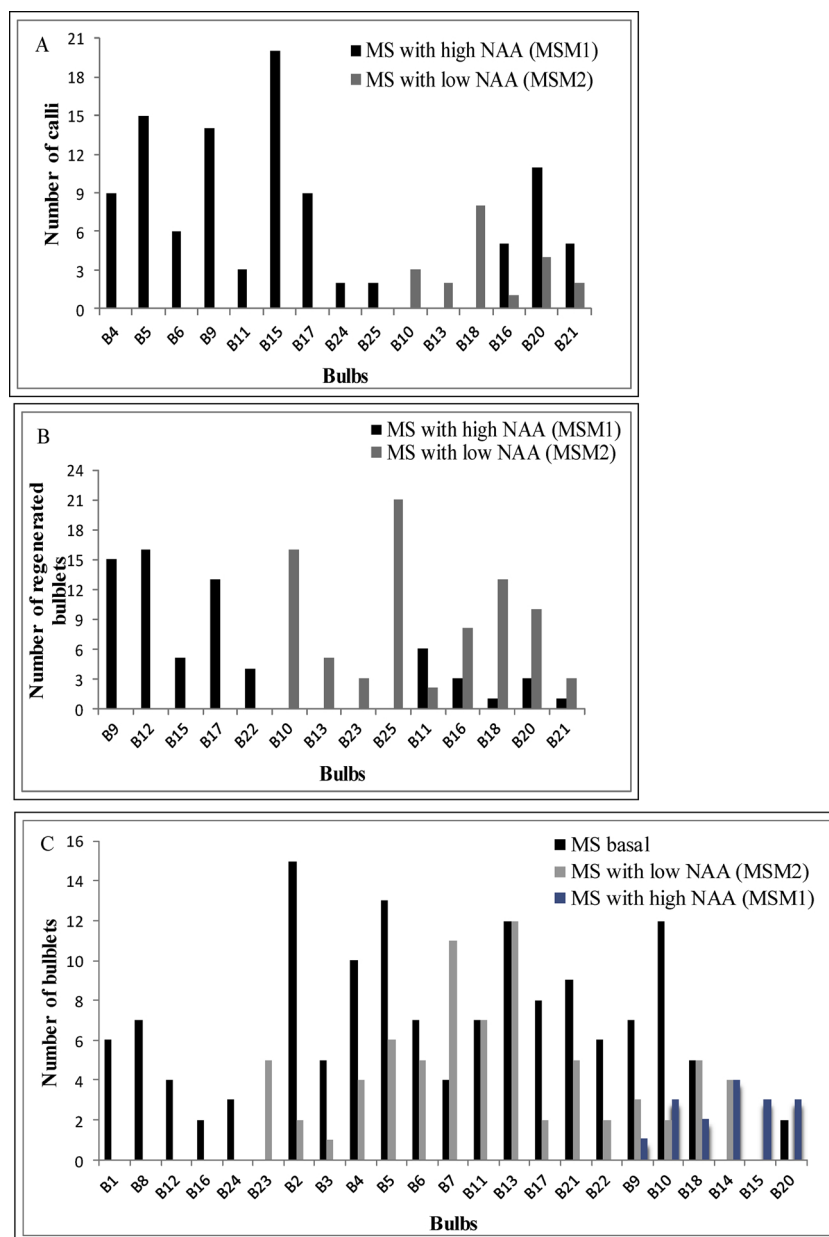 A
MS with high NAA (MSM1)
MS with low NAA (MSM2)
Number of calli
21
18
15
12
9
6
3
0
B4 B5 B6 B9 B11 B15 B17 B24 B25 B10 B13 B18 B16 B20 B21
Bulbs
B
MS with high NAA (MSM1)
MS with low NAA (MSM2)
Number of regenerated
bulblets
24
21
18
15
12
9
6
3
0
B9 B12 B15 B17 B22 B10 B13 B23 B25 B11 B16 B18 B20 B21
Bulbs
C
MS basal
MS with low NAA (MSM2)
MS with high NAA (MSM1)
Number of bulblets
16
14
12
10
8
6
4
2
0
B1 B8 B12 B16 B24 B23 B2 B3 B4 B5 B6 B7 B11 B13 B17 B21 B22 B9 B10 B18 B14 B15 B20
Bulbs